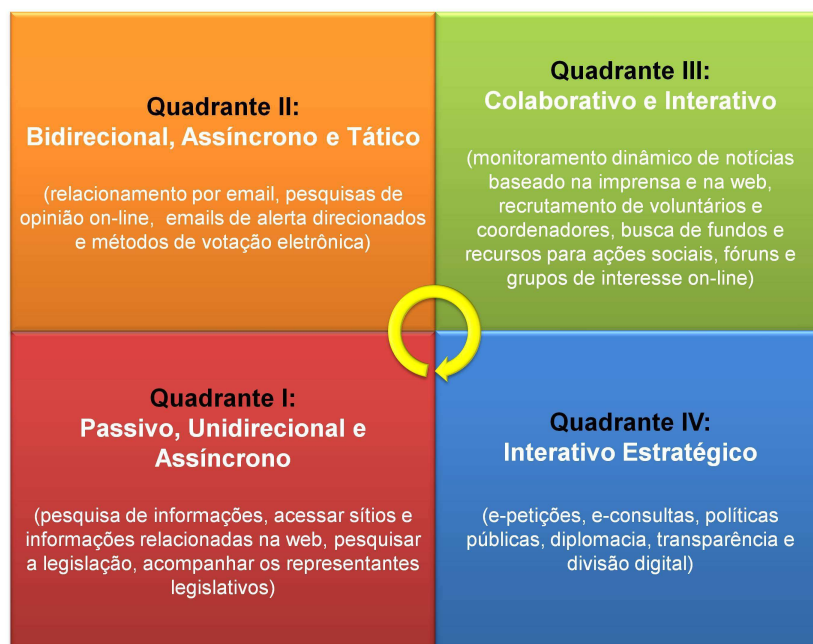 Quadrante II:
Bidirecional, Assíncrono e Tático
(relacionamento por email, pesquisas de
opinião on-line, emails de alerta direcionados
e métodos de votação eletrônica)
Quadrante III:
Colaborativo e Interativo
(monitoramento dinâmico de notícias
baseado na imprensa e na web,
recrutamento de voluntários e
coordenadores, busca de fundos e
recursos para ações sociais, fóruns e
grupos de interesse on-line)
Quadrante I:
Passivo, Unidirecional e
Assíncrono
(pesquisa de informações, acessar sítios e
informações relacionadas na web, pesquisar
a legislação, acompanhar os representantes
legislativos)
Quadrante IV:
Interativo Estratégico
(e-petições, e-consultas, políticas
públicas, diplomacia, transparência e
divisão digital)